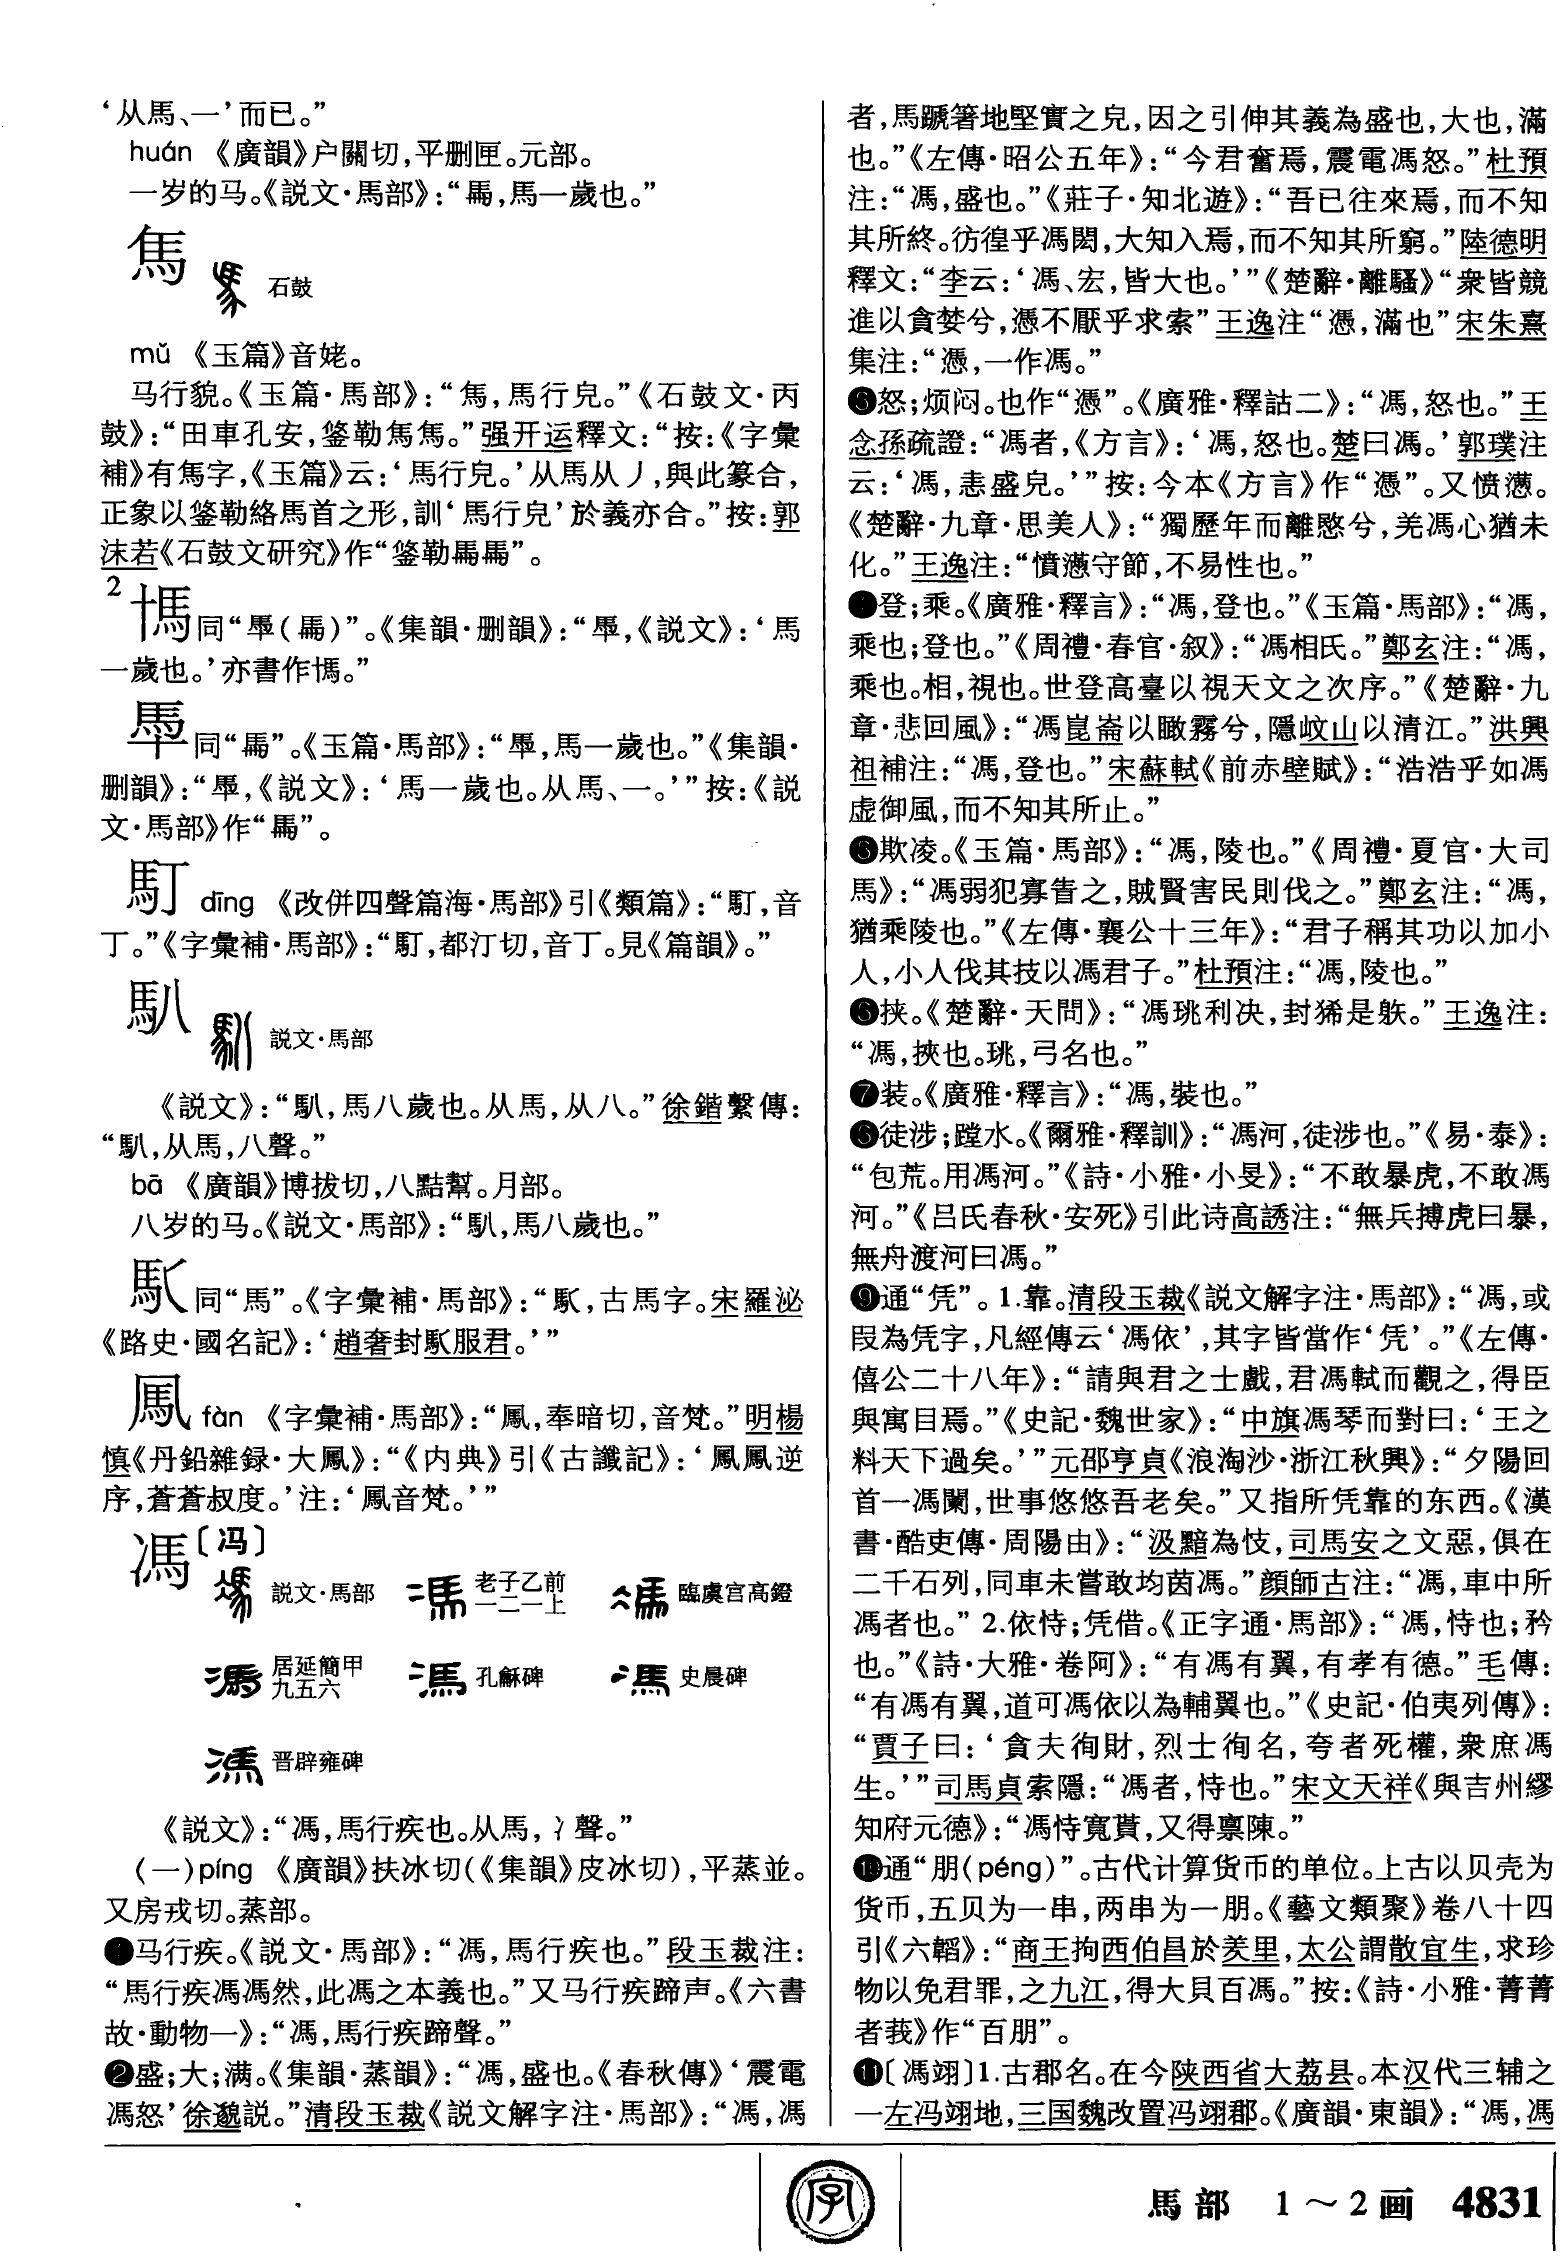 ‘从馬、一’而已。”
huán 《廣韻》户關切，平删匣。元部。
一岁的马。《説文·馬部》：“馬，馬一歲也。”
石鼓
mǔ 《玉篇》音姥。
马行貌。《玉篇·馬部》：“，馬行皃。”《石鼓文·丙
鼓》：“田車孔安，鋚勒。”强开运釋文：“按：《字彙
補》有字，《玉篇》云：‘馬行皃。’从馬从丿，與此篆合，
正象以鋚勒絡馬首之形，訓‘馬行皃’於義亦合。”按：郭
沫若《石鼓文研究》作“鋚勒馬馬”。
2
同“（馬）”。《集韻·删韻》：“，《説文》：‘馬
一歲也。’亦書作。”
同“馬”。《玉篇·馬部》：“，馬一歲也。”《集韻·
删韻》：“，《説文》：‘馬一歲也。从馬、一。’”按：《説
文·馬部》作“馬”。
䭲 dīng 《改併四聲篇海·馬部》引《類篇》：“，音
丁。”《字彙補·馬部》：“，都汀切，音丁。見《篇韻》。”
馴
馴 説文·馬部
《説文》：“馬八，馬八歲也。从馬，从八。”徐鍇繫傳：
“馬八，从馬，八聲。”
bā 《廣韻》博拔切，入黠幫。月部。
八岁的马。《説文·馬部》：“馬八，馬八歲也。”
同“馬”。《字彙補·馬部》：“，古馬字。宋羅泌
《路史·國名記》：‘趙奢封服君。’”
fàn 《字彙補·馬部》：“，奉暗切，音梵。”明楊
慎《丹鉛雜録·大》：“《内典》引《古讖記》：‘逆
序，蒼蒼叔度。’注：‘音梵。’”
馮〔冯〕
説文·馬部 老子乙前一二一上 臨虞宫高鐙
居延簡甲九五六 孔龢碑 史晨碑
晋辟雍碑
《説文》：“馮，馬行疾也。从馬，冫聲。”
（一）píng 《廣韻》扶冰切（《集韻》皮冰切），平蒸並。
又房戎切。蒸部。
❶马行疾。《説文·馬部》：“馮，馬行疾也。”段玉裁注：
“馬行疾馮馮然，此馮之本義也。”又马行疾蹄声。《六書
故·動物一》：“馮，馬行疾蹄聲。”
❷盛；大；满。《集韻·蒸韻》：“馮，盛也。《春秋傳》‘震電
馮怒’徐邈説。”清段玉裁《説文解字注·馬部》：“馮，馮
者，馬蹏箸地堅實之皃，因之引伸其義為盛也，大也，滿
也。”《左傳·昭公五年》：“今君奮焉，震電馮怒。”杜預
注：“馮，盛也。”《莊子·知北遊》：“吾已往來焉，而不知
其所終。彷徨乎馮閎，大知入焉，而不知其所窮。”陸德明
釋文：“李云：‘馮、宏，皆大也。’”《楚辭·離騷》“衆皆競
進以貪婪兮，憑不厭乎求索”王逸注“憑，滿也”宋朱熹
集注：“憑，一作馮。”
❸怒；烦闷。也作“憑”。《廣雅·釋詁二》：“馮，怒也。”王
念孫疏證：“馮者，《方言》：‘馮，怒也。楚曰馮。’郭璞注
云：‘馮，恚盛皃。’”按：今本《方言》作“憑”。又愤懑。
《楚辭·九章·思美人》：“獨歷年而離愍兮，羌馮心猶未
化。”王逸注：“憤懣守節，不易性也。”
❹登；乘。《廣雅·釋言》：“馮，登也。”《玉篇·馬部》：“馮，
乘也；登也。”《周禮·春官·叙》：“馮相氏。”鄭玄注：“馮，
乘也。相，視也。世登高臺以視天文之次序。”《楚辭·九
章·悲回風》：“馮崑崙以瞰霧兮，隱岐山以清江。”洪興
祖補注：“馮，登也。”宋蘇軾《前赤壁賦》：“浩浩乎如馮
虚御風，而不知其所止。”
❺欺凌。《玉篇·馬部》：“馮，陵也。”《周禮·夏官·大司
馬》：“馮弱犯寡眚之，賊賢害民則伐之。”鄭玄注：“馮，
猶乘陵也。”《左傳·襄公十三年》：“君子稱其功以加小
人，小人伐其技以馮君子。”杜預注：“馮，陵也。”
❻挟。《楚辭·天問》：“馮珧利决，封豨是䠶。”王逸注：
“馮，挾也。珧，弓名也。”
❼装。《廣雅·釋言》：“馮，裝也。”
❽徒涉；蹚水。《爾雅·釋訓》：“馮河，徒涉也。”《易·泰》：
“包荒。用馮河。”《詩·小雅·小旻》：“不敢暴虎，不敢馮
河。”《吕氏春秋·安死》引此诗高誘注：“無兵搏虎曰暴，
無舟渡河曰馮。”
❾通“凭”。1.靠。清段玉裁《説文解字注·馬部》：“馮，或
叚為凭字，凡經傳云‘馮依’，其字皆當作‘凭’。”《左傳·
僖公二十八年》：“請與君之士戲，君馮軾而觀之，得臣
與寓目焉。”《史記·魏世家》：“中旗馮琴而對曰：‘王之
料天下過矣。’”元邵亨貞《浪淘沙·浙江秋興》：“夕陽回
首一馮闌，世事悠悠吾老矣。”又指所凭靠的东西。《漢
書·酷吏傳·周陽由》：“汲黯為忮，司馬安之文惡，俱在
二千石列，同車未嘗敢均茵馮。”顔師古注：“馮，車中所
馮者也。” 2.依恃；凭借。《正字通·馬部》：“馮，恃也；矜
也。”《詩·大雅·卷阿》：“有馮有翼，有孝有德。”毛傳：
“有馮有翼，道可馮依以為輔翼也。”《史記·伯夷列傳》：
“賈子曰：‘貪夫徇財，烈士徇名，夸者死權，衆庶馮
生。’”司馬貞索隱：“馮者，恃也。”宋文天祥《與吉州繆
知府元德》：“馮恃寬貰，又得禀陳。”
❿通“朋（péng）”。古代计算货币的单位。上古以贝壳为
货币，五贝为一串，两串为一朋。《藝文類聚》卷八十四
引《六韜》：“商王拘西伯昌於羑里，太公謂散宜生，求珍
物以免君罪，之九江，得大貝百馮。”按：《詩·小雅·菁菁
者莪》作“百朋”。
⓫〔馮翊〕1.古郡名。在今陕西省大荔县。本汉代三辅之
一左冯翊地，三国魏改置冯翊郡。《廣韻·東韻》：“馮，馮
字
馬部 1～2画 4831